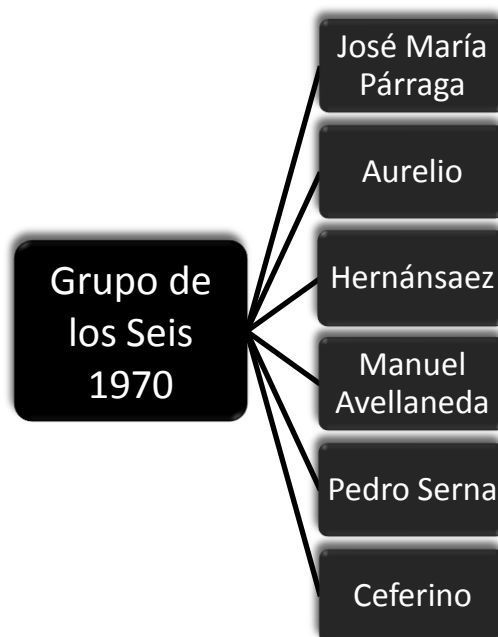 Grupo de
los Seis
1970
José María
Párraga
Aurelio
Hernánsaez
Manuel
Avellaneda
Pedro Serna
Ceferino